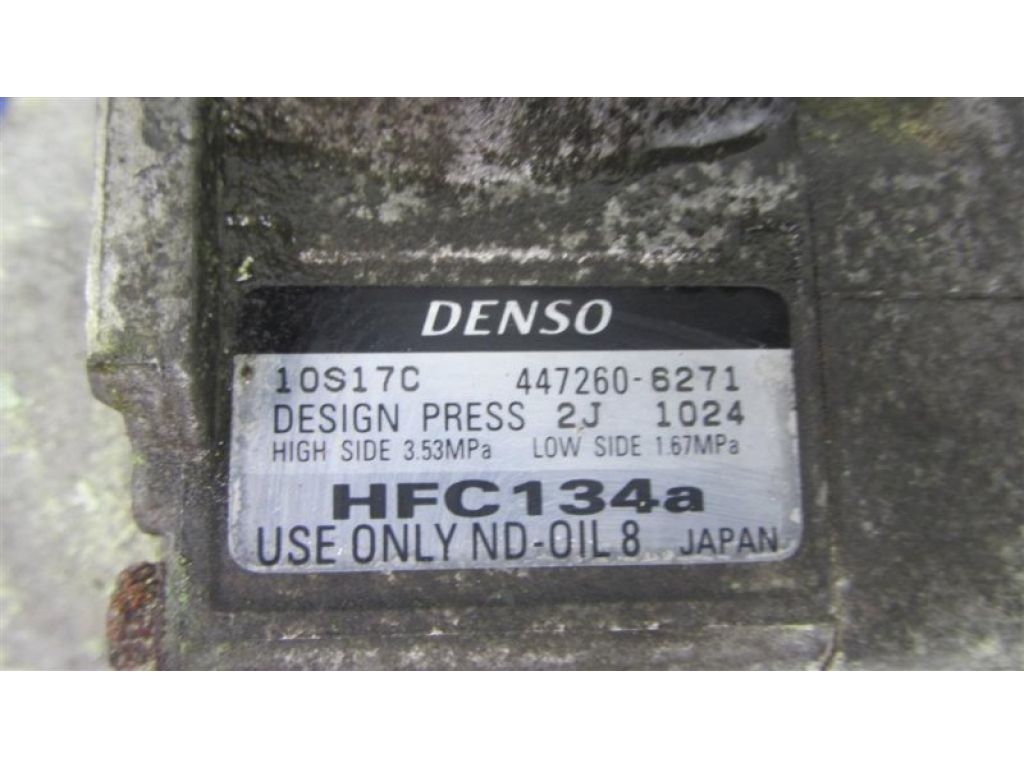 DENSO
10S17C 447260-6271
DESIGN PRESS 2J 1024
HIGH SIDE 3.53MPa LOW SIDE 1.67MPa
HFC134a
USE ONLY ND-OIL 8 JAPAN